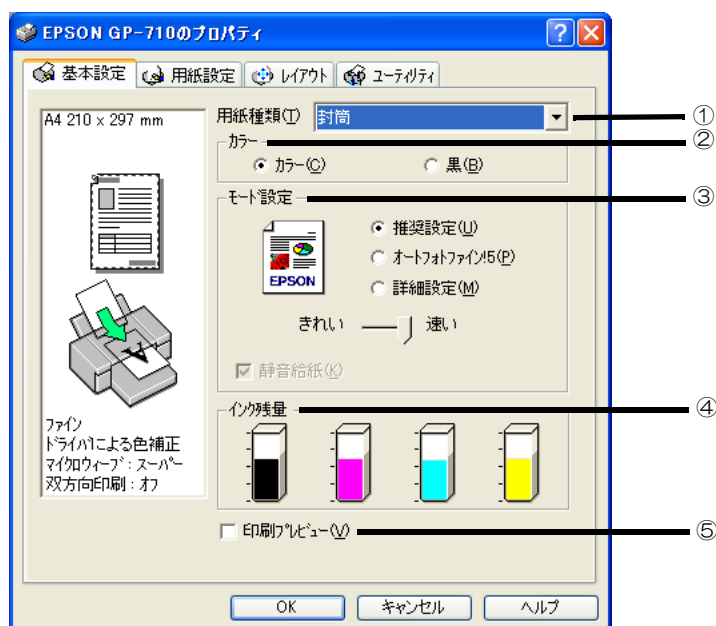 EPSON GP-710のプロパティ
基本設定 用紙設定 レイアウト ユーティリティ
A4 210 x 297 mm
用紙種類(T) 封筒 ①
カラー ②
カラー(C) 黒(B)
モード設定 ③
推奨設定(U)
オートフォトファイン!5(P)
EPSON
詳細設定(M)
きれい 速い
静音給紙(K)
インク残量 ④
ファイン
ドライバによる色補正
マイクロウィーブ：スーパー
双方向印刷：オフ
印刷プレビュー(V) ⑤
OK キャンセル ヘルプ